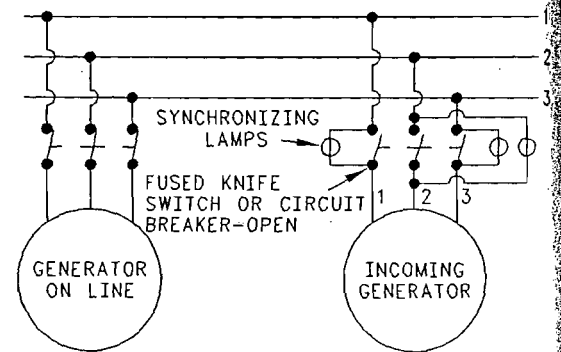 1
2
3
SYNCHRONIZING
LAMPS
FUSED KNIFE
SWITCH OR CIRCUIT
BREAKER-OPEN
1 2 3
GENERATOR
ON LINE
INCOMING
GENERATOR